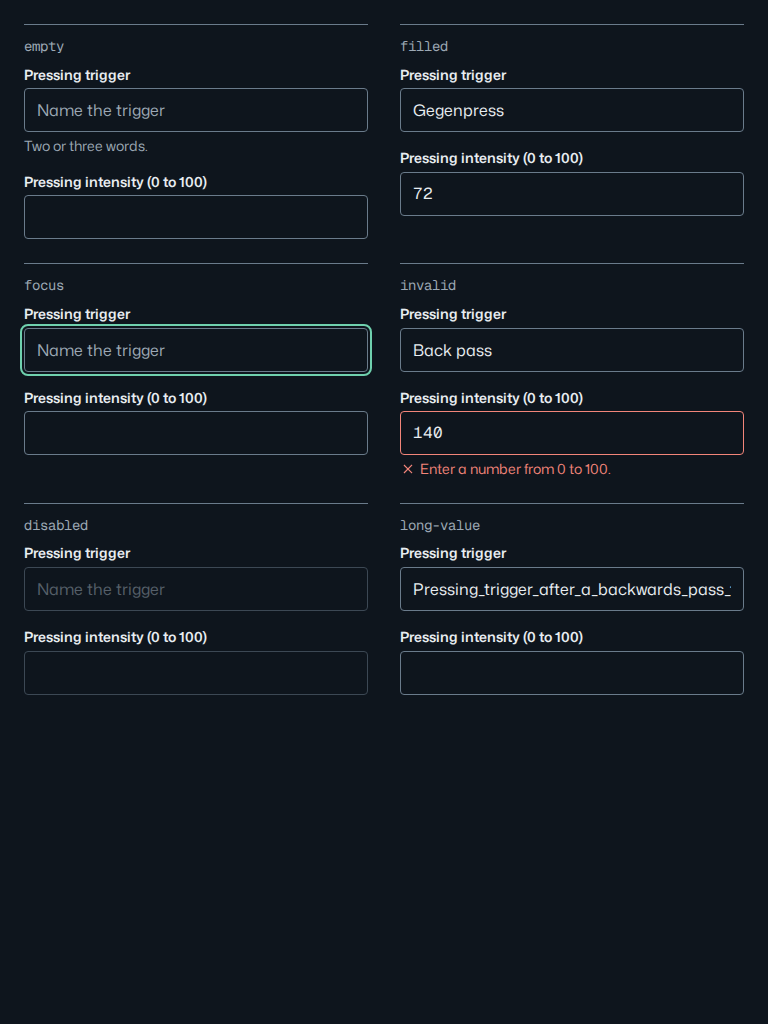 empty
Pressing trigger
Name the trigger
Two or three words.
Pressing intensity (0 to 100)
filled
Pressing trigger
Gegenpress
Pressing intensity (0 to 100)
72
focus
Pressing trigger
Name the trigger
Pressing intensity (0 to 100)
invalid
Pressing trigger
Back pass
Pressing intensity (0 to 100)
140
Enter a number from 0 to 100.
disabled
Pressing trigger
Name the trigger
Pressing intensity (0 to 100)
long-value
Pressing trigger
Pressing_trigger_after_a_backwards_pass_
Pressing intensity (0 to 100)